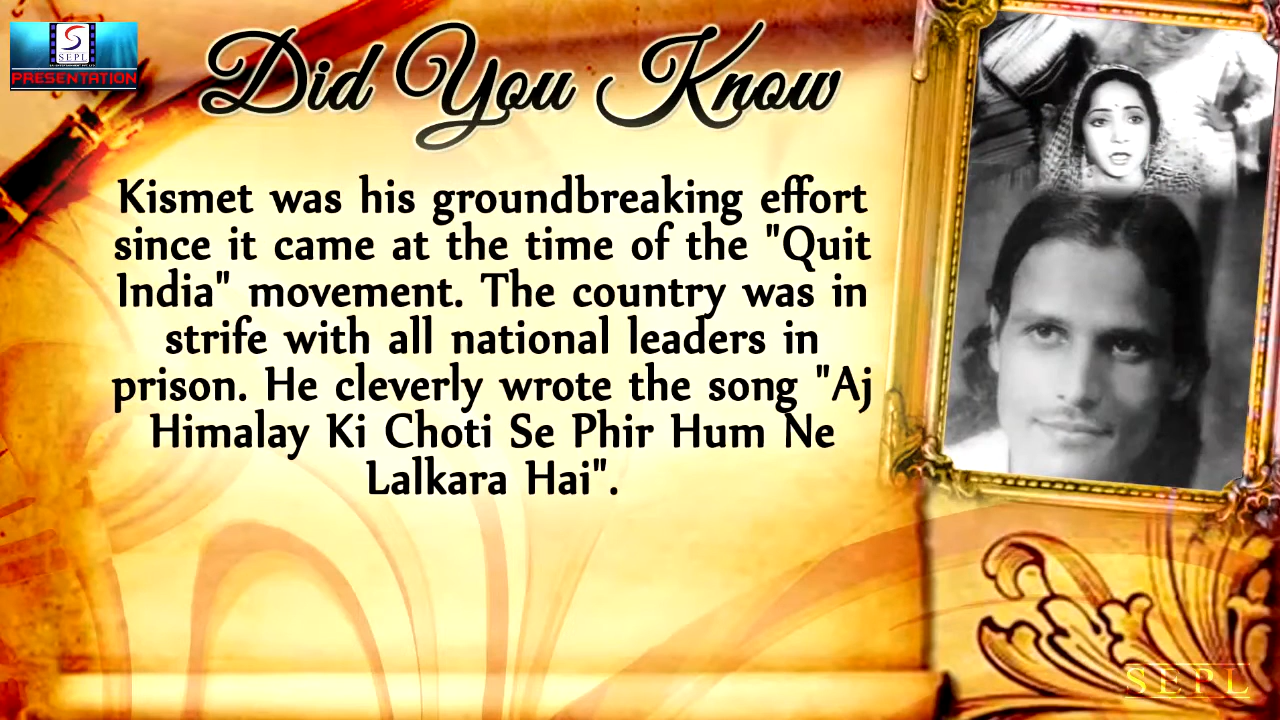 SEPL
PRESENTATION
Did You Know
Kismet was his groundbreaking effort
since it came at the time of the "Quit
India" movement. The country was in
strife with all national leaders in
prison. He cleverly wrote the song "Aj
Himalay Ki Choti Se Phir Hum Ne
Lalkara Hai".
SEPL